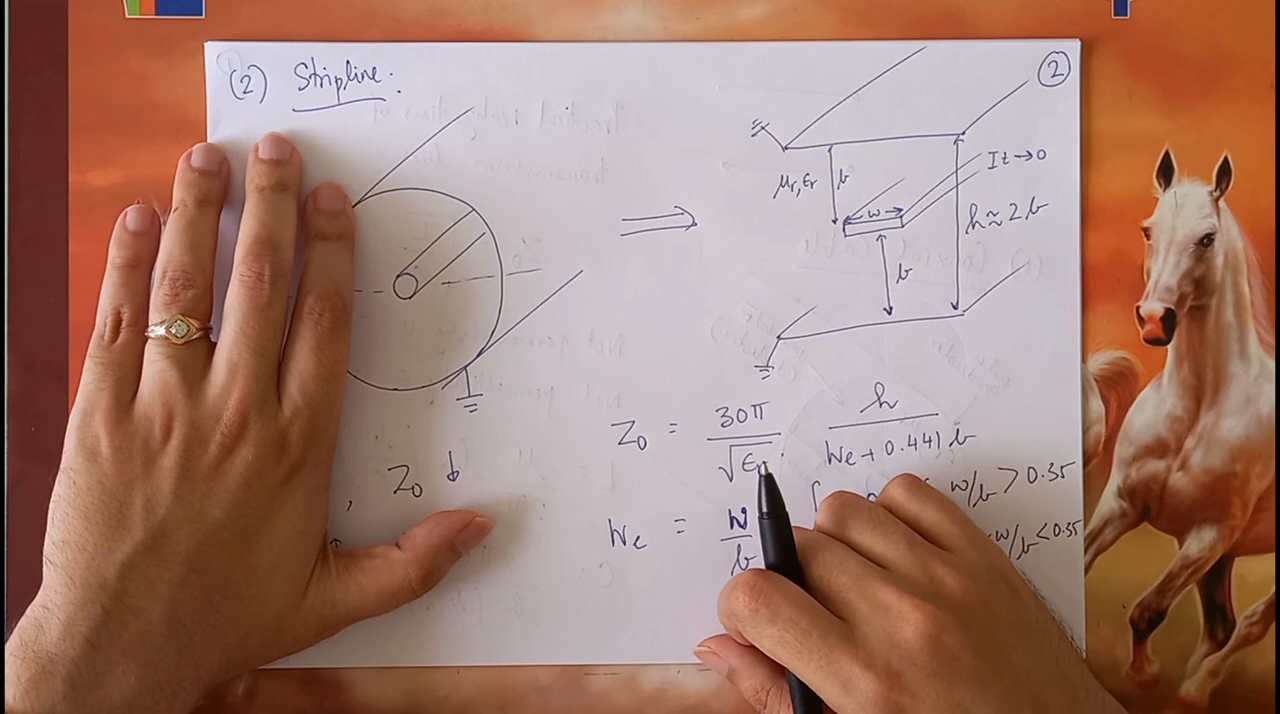 (2) Stripline:
(2)
It→0
μr, εr
b
w
h≈2b
b
Z0 = 30π / √εr h / We + 0.441 b
, Z0 ↓
We = w / b
w/b > 0.35
w/b < 0.35